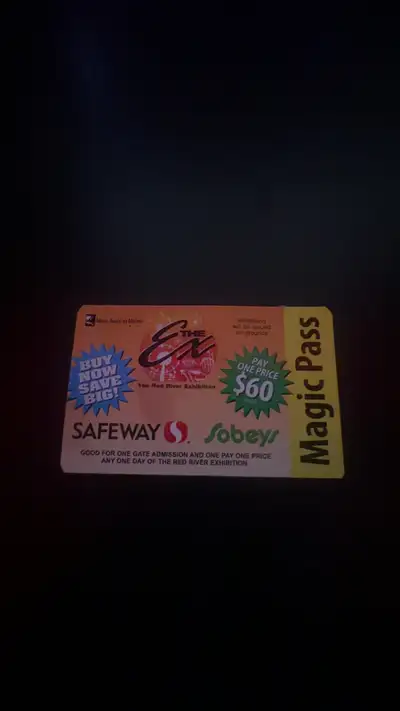 THE
Ex
The Red River Exhibition
BUY
NOW
SAVE
BIG!
PAY
ONE PRICE
$60
SAFEWAY
Sobeys
GOOD FOR ONE GATE ADMISSION AND ONE PAY ONE PRICE
ANY ONE DAY OF THE RED RIVER EXHIBITION
Magic Pass